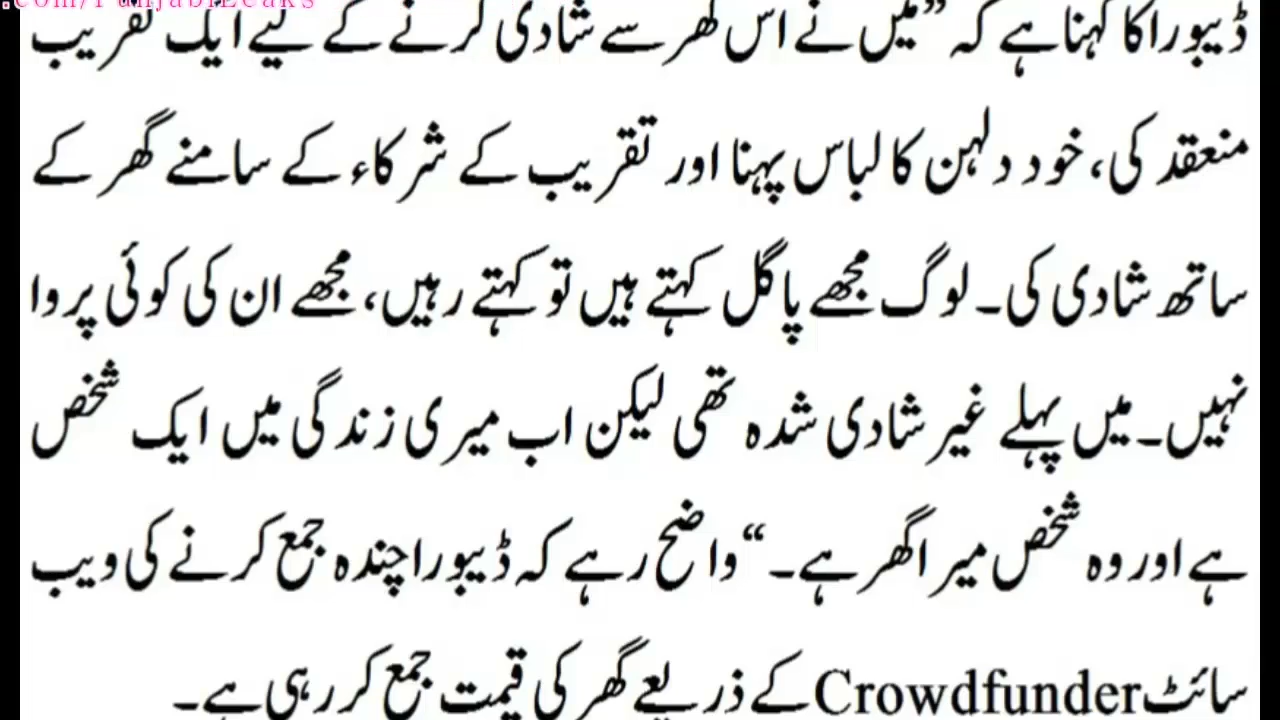 .com/PunjabiLeaks
ڈیبورا کا کہنا ہے کہ ”میں نے اس گھر سے شادی کرنے کے لیے ایک تقریب
منعقد کی، خود دلہن کا لباس پہنا اور تقریب کے شرکاء کے سامنے گھر کے
ساتھ شادی کی۔ لوگ مجھے پاگل کہتے ہیں تو کہتے رہیں، مجھے ان کی کوئی پروا
نہیں۔ میں پہلے غیر شادی شدہ تھی لیکن اب میری زندگی میں ایک شخص
ہے اور وہ شخص میرا گھر ہے۔“ واضح رہے کہ ڈیبورا چندہ جمع کرنے کی ویب
سائٹ Crowdfunder کے ذریعے گھر کی قیمت جمع کر رہی ہے۔